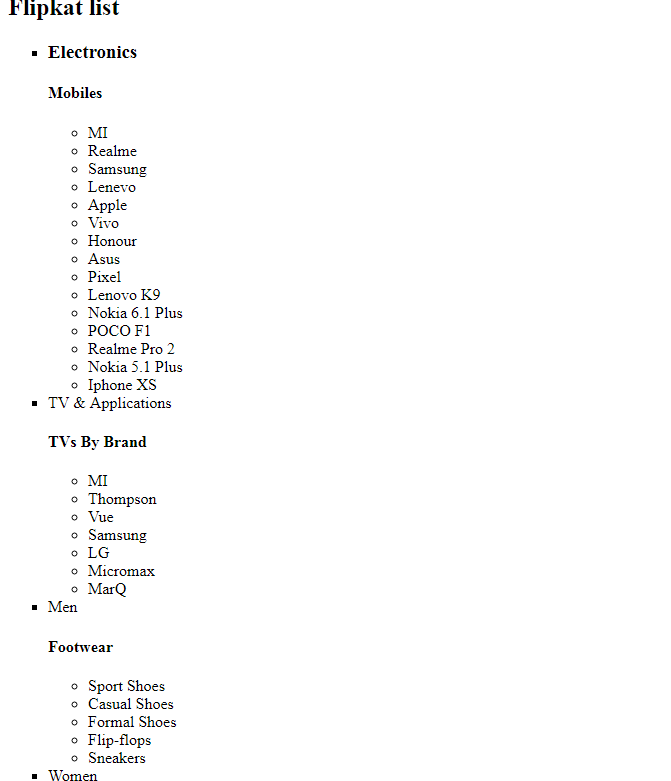 Flipkat list
Electronics
Mobiles
MI
Realme
Samsung
Lenevo
Apple
Vivo
Honour
Asus
Pixel
Lenovo K9
Nokia 6.1 Plus
POCO F1
Realme Pro 2
Nokia 5.1 Plus
Iphone XS
TV & Applications
TVs By Brand
MI
Thompson
Vue
Samsung
LG
Micromax
MarQ
Men
Footwear
Sport Shoes
Casual Shoes
Formal Shoes
Flip-flops
Sneakers
Women